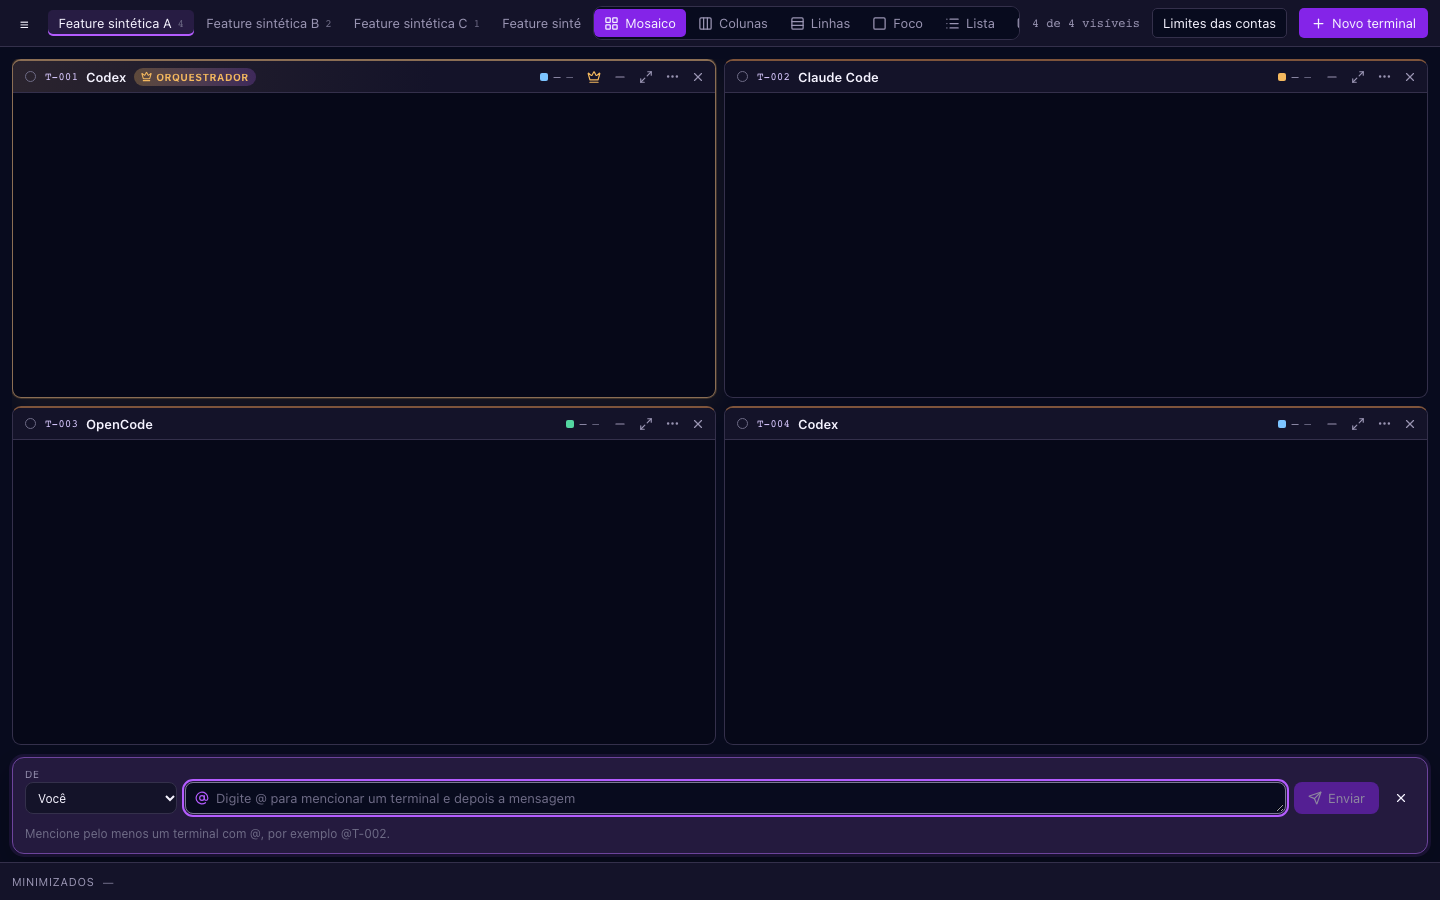 Feature sintética A 4 Feature sintética B 2 Feature sintética C 1 Feature sinté Mosaico Colunas Linhas Foco Lista 4 de 4 visíveis Limites das contas Novo terminal
T-001 Codex ORQUESTRADOR — —
T-002 Claude Code — —
T-003 OpenCode — —
T-004 Codex — —
DE
Você @ Digite @ para mencionar um terminal e depois a mensagem Enviar
Mencione pelo menos um terminal com @, por exemplo @T-002.
MINIMIZADOS —